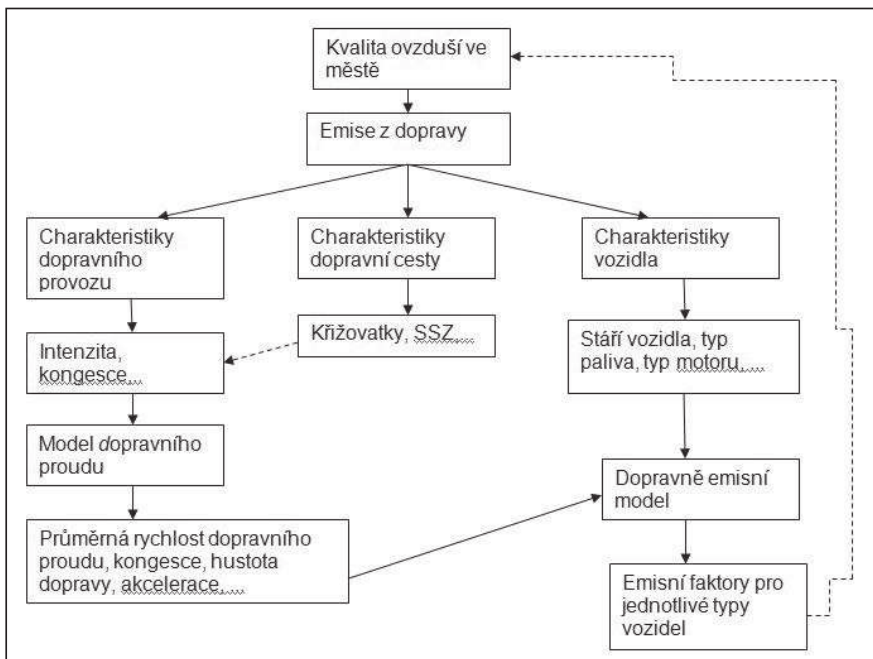 Kvalita ovzduší ve
městě
Emise z dopravy
Charakteristiky
dopravního
provozu
Charakteristiky
dopravní cesty
Charakteristiky
vozidla
Intenzita,
kongesce,...
Křižovatky, SSZ,...
Stáří vozidla, typ
paliva, typ motoru, ...
Model dopravního
proudu
Dopravně emisní
model
Průměrná rychlost dopravního
proudu, kongesce, hustota
dopravy, akcelerace,...
Emisní faktory pro
jednotlivé typy
vozidel